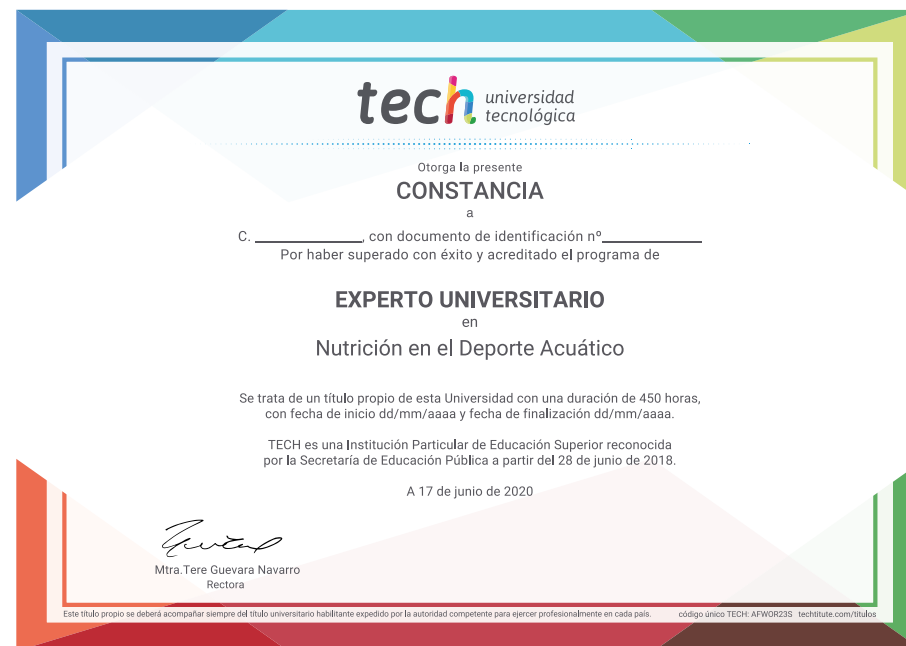 tech universidad
tecnológica
Otorga la presente
CONSTANCIA
a
C. ____________, con documento de identificación nº____________
Por haber superado con éxito y acreditado el programa de
EXPERTO UNIVERSITARIO
en
Nutrición en el Deporte Acuático
Se trata de un título propio de esta Universidad con una duración de 450 horas,
con fecha de inicio dd/mm/aaaa y fecha de finalización dd/mm/aaaa.
TECH es una Institución Particular de Educación Superior reconocida
por la Secretaría de Educación Pública a partir del 28 de junio de 2018.
A 17 de junio de 2020
Mtra.Tere Guevara Navarro
Rectora
Este título propio se deberá acompañar siempre del título universitario habilitante expedido por la autoridad competente para ejercer profesionalmente en cada país. código único TECH: AFWOR23S techtitute.com/titulos